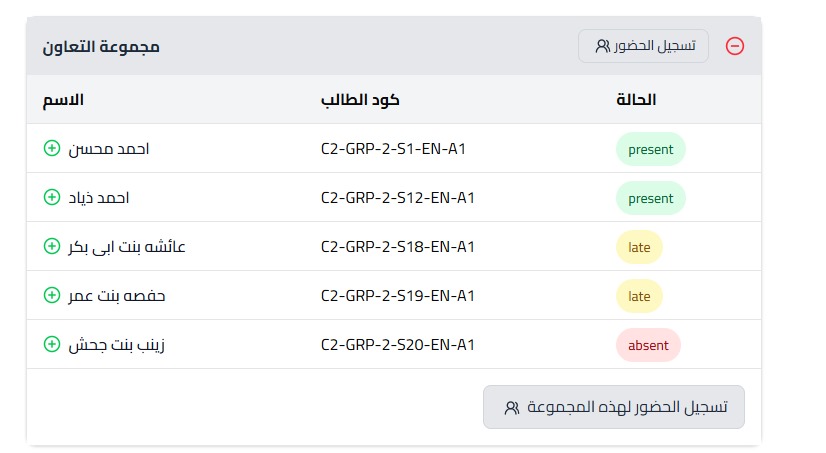 مجموعة التعاون
تسجيل الحضور
الاسم كود الطالب الحالة
احمد محسن C2-GRP-2-S1-EN-A1 present
احمد ذياد C2-GRP-2-S12-EN-A1 present
عائشه بنت ابى بكر C2-GRP-2-S18-EN-A1 late
حفصه بنت عمر C2-GRP-2-S19-EN-A1 late
زينب بنت جحش C2-GRP-2-S20-EN-A1 absent
تسجيل الحضور لهذه المجموعة